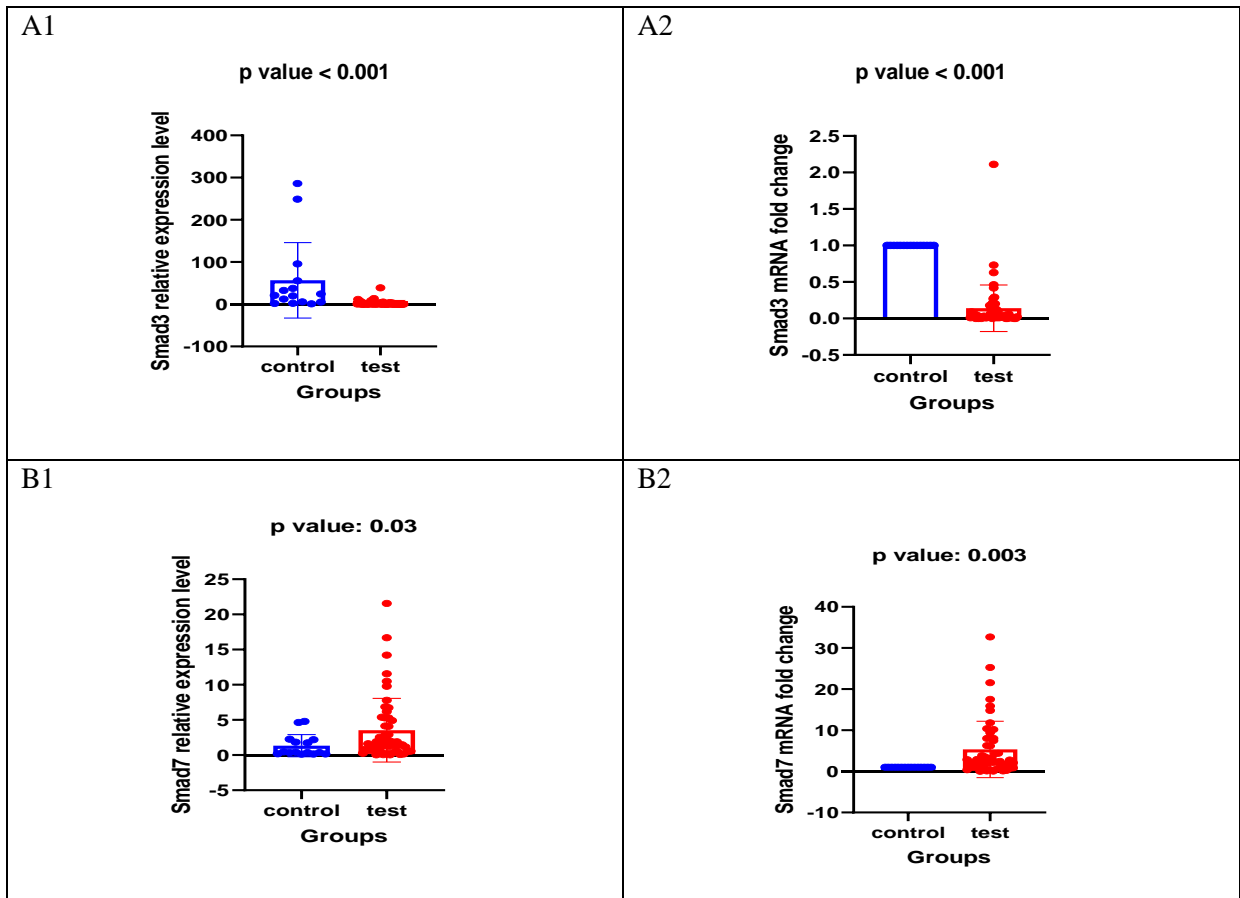 A1
p value < 0.001
Smad3 relative expression level
400
300
200
100
0
-100
control test
Groups
A2
p value < 0.001
Smad3 mRNA fold change
2.5
2.0
1.5
1.0
0.5
0.0
-0.5
control test
Groups
B1
p value: 0.03
Smad7 relative expression level
25
20
15
10
5
0
-5
control test
Groups
B2
p value: 0.003
Smad7 mRNA fold change
40
30
20
10
0
-10
control test
Groups